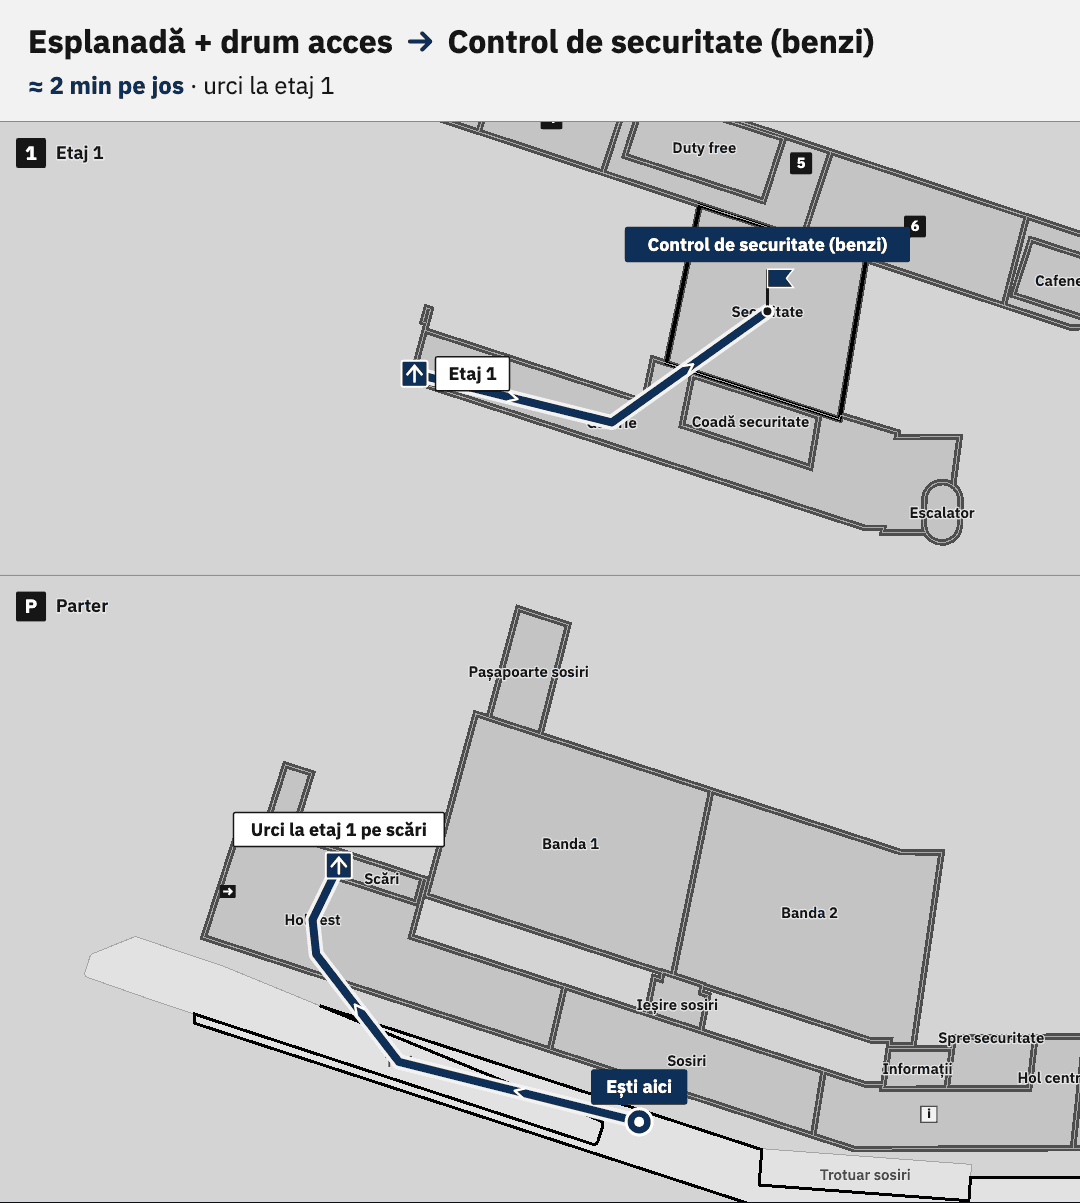 Esplanadă + drum acces → Control de securitate (benzi)
≈ 2 min pe jos · urci la etaj 1
1 Etaj 1
Duty free
5
6
Control de securitate (benzi)
Cafene
Etaj 1
Coadă securitate
Escalator
P Parter
Pașapoarte sosiri
Urci la etaj 1 pe scări
Banda 1
Scări
Banda 2
Ieșire sosiri
Spre securitate
Sosiri
Informații
Hol centr
Ești aici
i
Trotuar sosiri